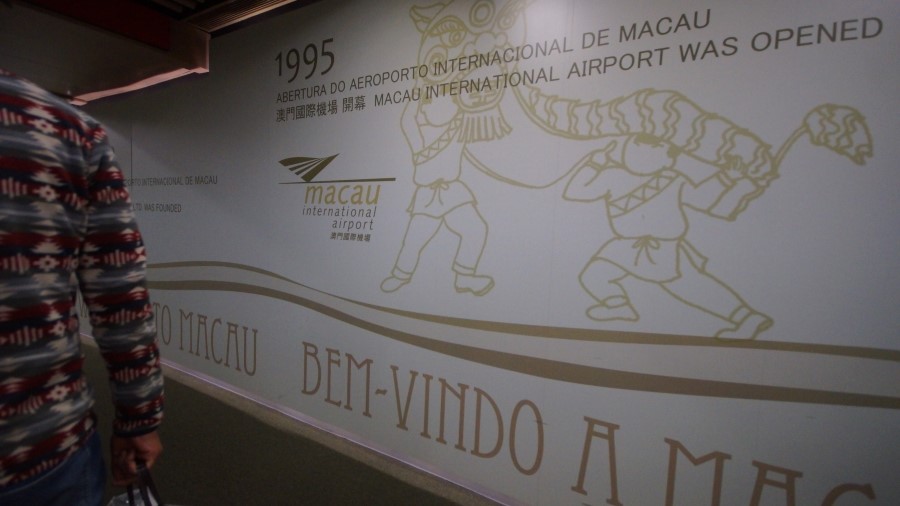 1995
ABERTURA DO AEROPORTO INTERNACIONAL DE MACAU
澳門國際機場 開幕 MACAU INTERNATIONAL AIRPORT WAS OPENED
INTERNACIONAL DE MACAU
WAS FOUNDED
macau
international
airport
澳門國際機場
TO MACAU BEM-VINDO A MAC